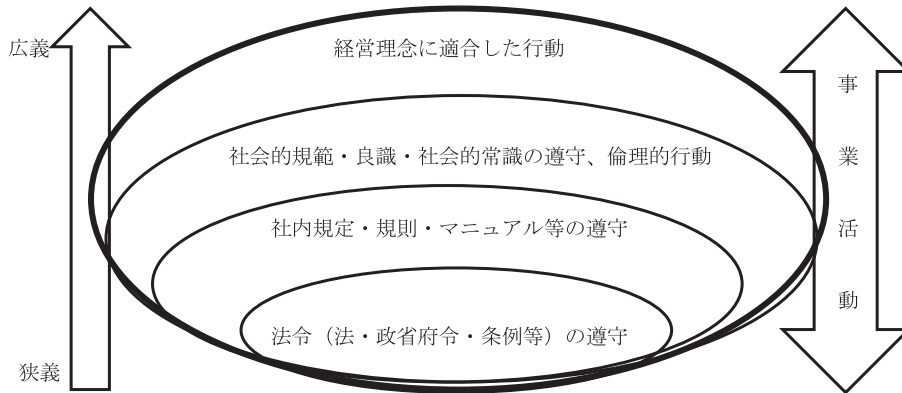 広義
経営理念に適合した行動
社会的規範・良識・社会的常識の遵守、倫理的行動
社内規定・規則・マニュアル等の遵守
法令（法・政省府令・条例等）の遵守
狭義
事
業
活
動